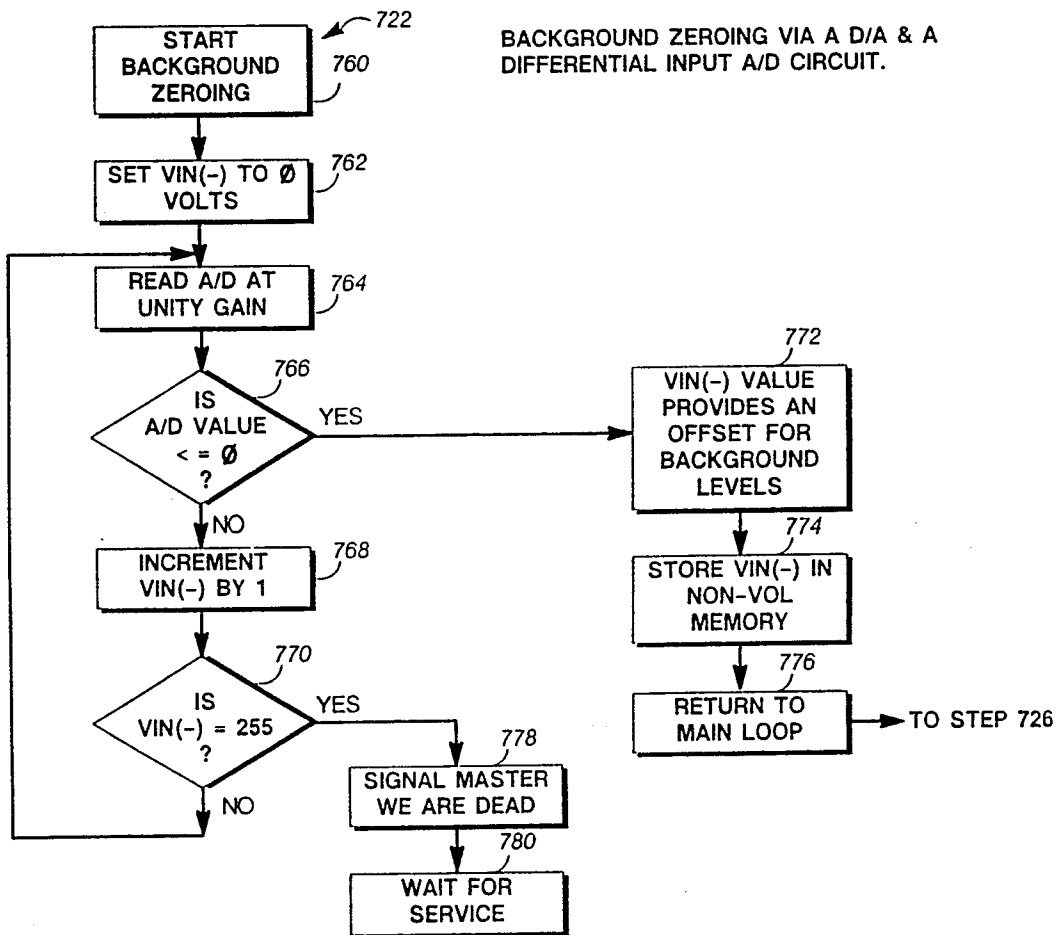 722
START
BACKGROUND
ZEROING
760
BACKGROUND ZEROING VIA A D/A & A
DIFFERENTIAL INPUT A/D CIRCUIT.
SET VIN(-) TO Ø
VOLTS
762
READ A/D AT
UNITY GAIN
764
766
IS
A/D VALUE
< = Ø
?
YES
NO
772
VIN(-) VALUE
PROVIDES AN
OFFSET FOR
BACKGROUND
LEVELS
INCREMENT
VIN(-) BY 1
768
774
STORE VIN(-) IN
NON-VOL
MEMORY
770
IS
VIN(-) = 255
?
YES
NO
776
RETURN TO
MAIN LOOP
TO STEP 726
778
SIGNAL MASTER
WE ARE DEAD
780
WAIT FOR
SERVICE